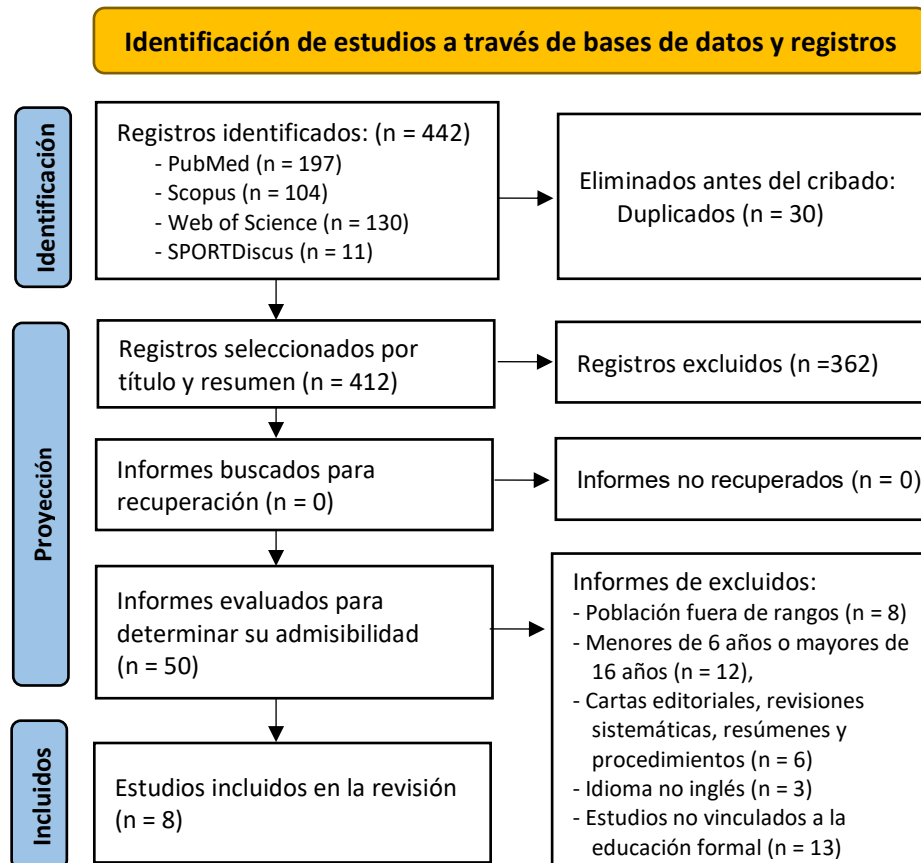 Identificación de estudios a través de bases de datos y registros
Identificación
Registros identificados: (n = 442)
- PubMed (n = 197)
- Scopus (n = 104)
- Web of Science (n = 130)
- SPORTDiscus (n = 11)
Eliminados antes del cribado:
Duplicados (n = 30)
Proyección
Registros seleccionados por
título y resumen (n = 412)
Registros excluidos (n =362)
Informes buscados para
recuperación (n = 0)
Informes no recuperados (n = 0)
Informes evaluados para
determinar su admisibilidad
(n = 50)
Informes de excluidos:
- Población fuera de rangos (n = 8)
- Menores de 6 años o mayores de
16 años (n = 12),
- Cartas editoriales, revisiones
sistemáticas, resúmenes y
procedimientos (n = 6)
- Idioma no inglés (n = 3)
- Estudios no vinculados a la
educación formal (n = 13)
Incluidos
Estudios incluidos en la revisión
(n = 8)